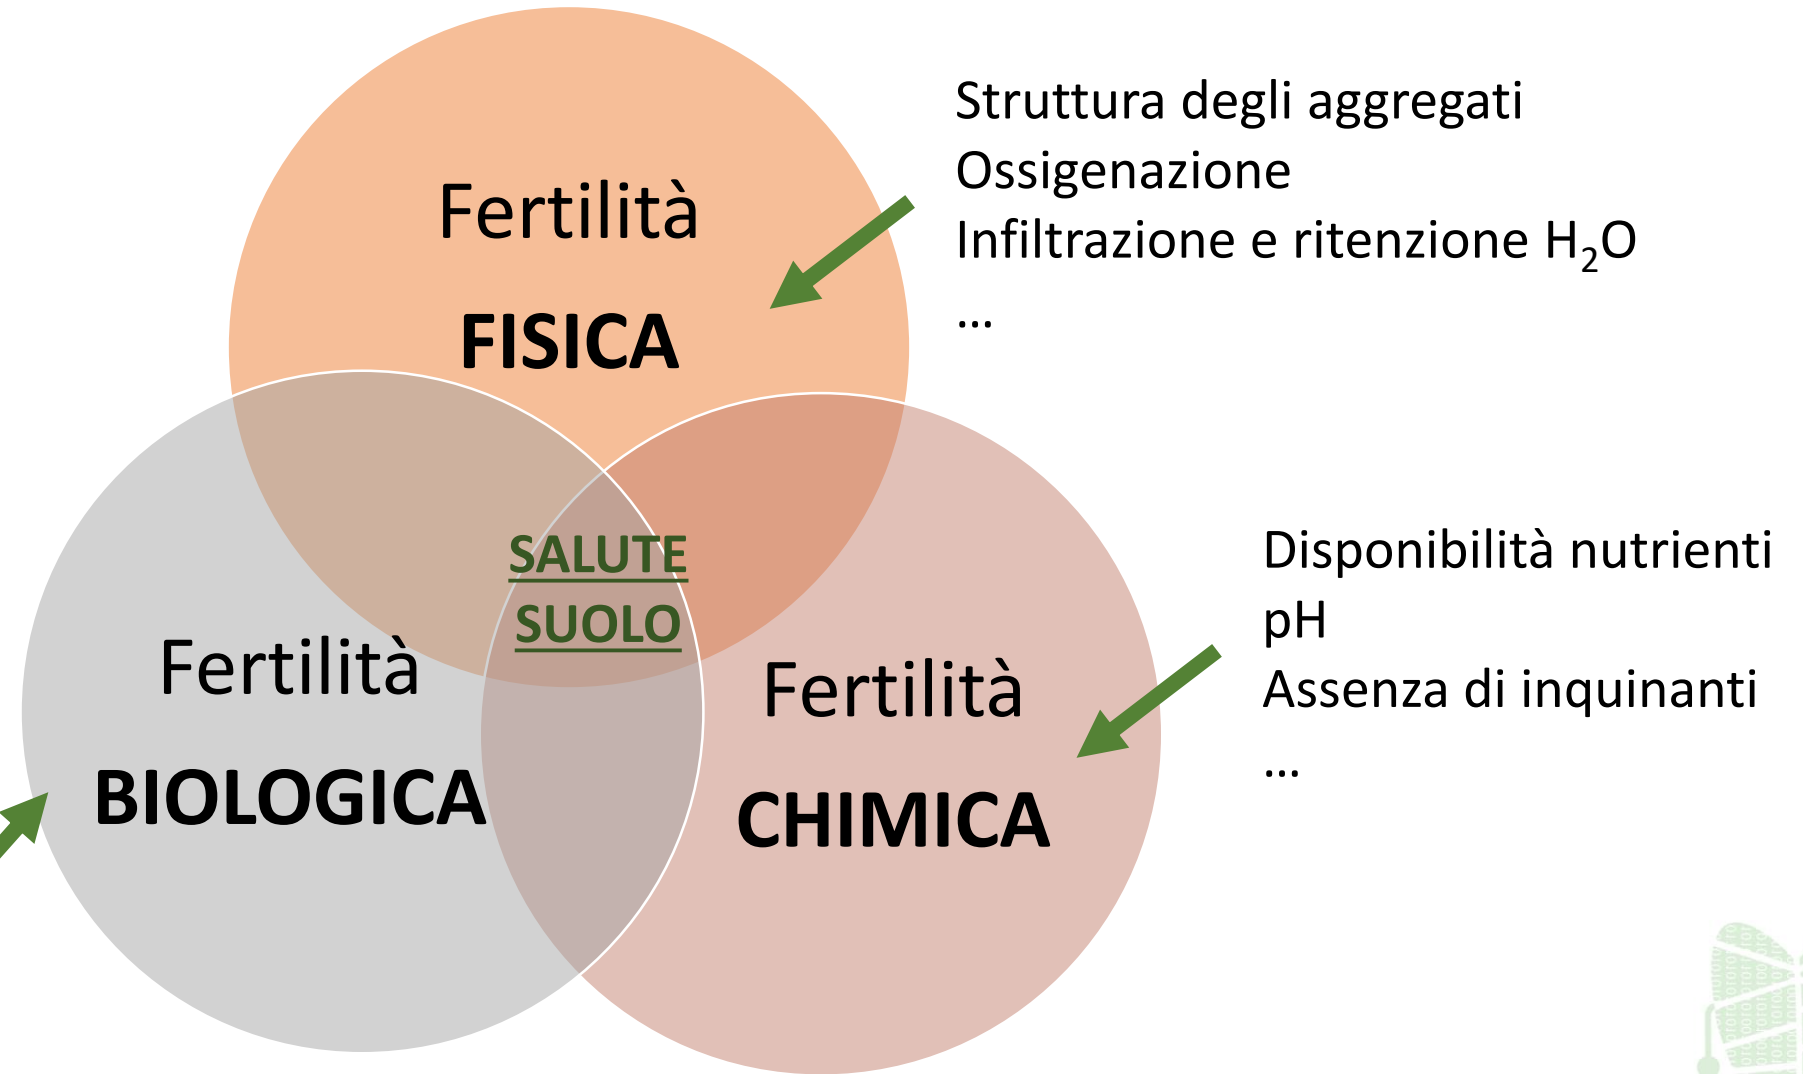 Struttura degli aggregati
Ossigenazione
Infiltrazione e ritenzione H₂O
...
Fertilità
FISICA
SALUTE
SUOLO
Disponibilità nutrienti
pH
Assenza di inquinanti
...
Fertilità
BIOLOGICA
Fertilità
CHIMICA